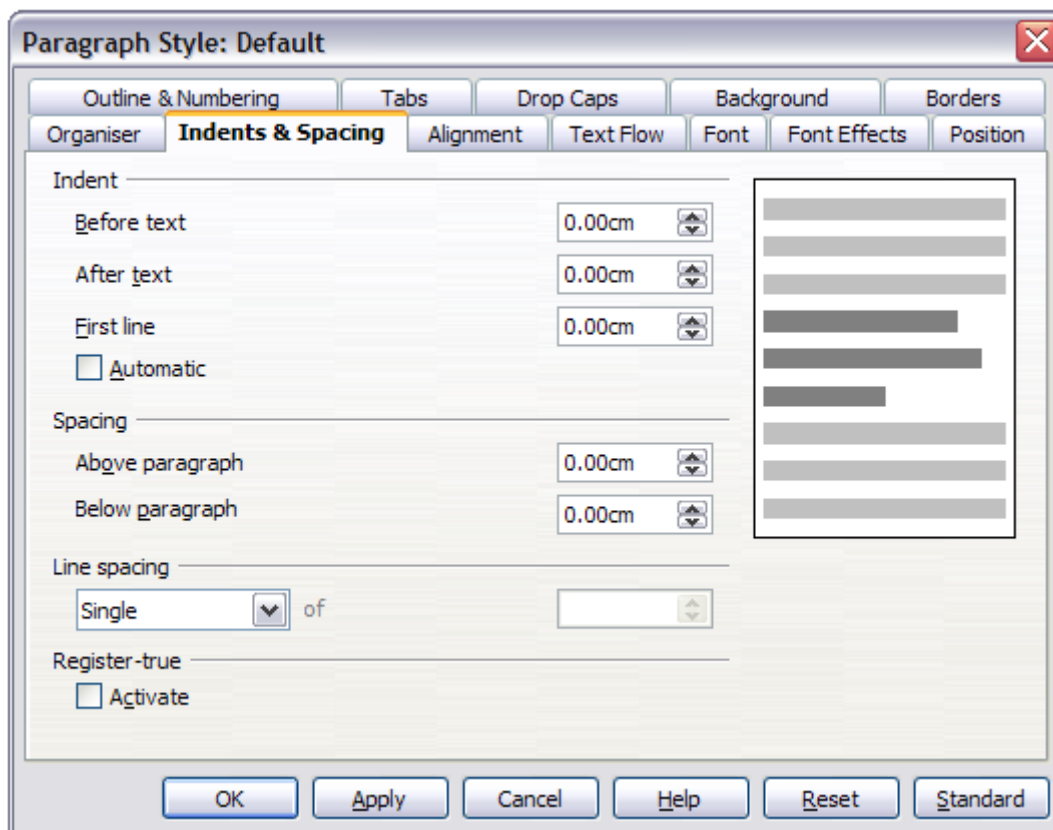 Paragraph Style: Default
Outline & Numbering Tabs Drop Caps Background Borders
Organiser Indents & Spacing Alignment Text Flow Font Font Effects Position
Indent
Before text 0.00cm
After text 0.00cm
First line 0.00cm
Automatic
Spacing
Above paragraph 0.00cm
Below paragraph 0.00cm
Line spacing
Single of
Register-true
Activate
OK Apply Cancel Help Reset Standard